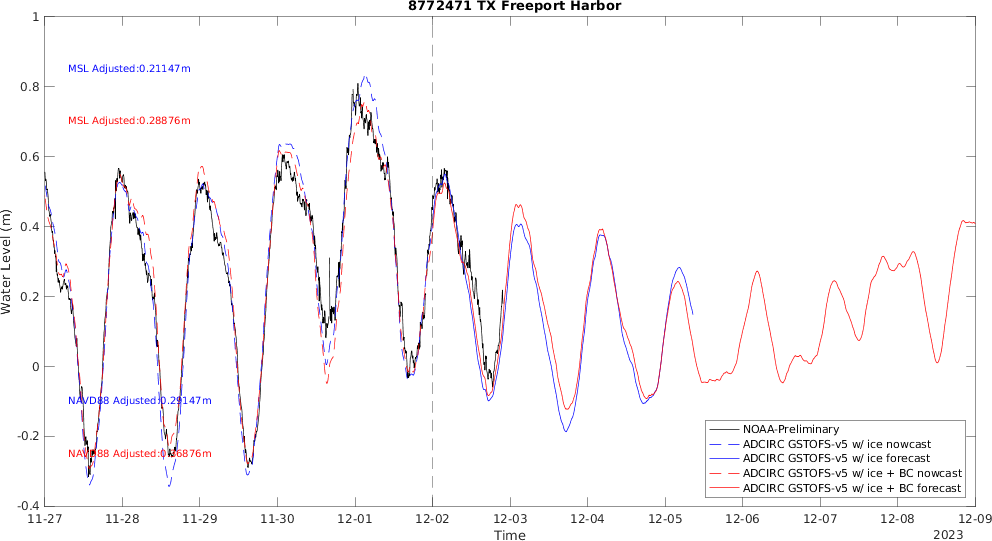 8772471 TX Freeport Harbor
1
MSL Adjusted:0.21147m
0.8
MSL Adjusted:0.28876m
0.6
0.4
Water Level (m)
0.2
0
NAVD88 Adjusted:0.29147m
-0.2
NAVD88 Adjusted:0.36876m
-0.4
NOAA-Preliminary
ADCIRC GSTOFS-v5 w/ ice nowcast
ADCIRC GSTOFS-v5 w/ ice forecast
ADCIRC GSTOFS-v5 w/ ice + BC nowcast
ADCIRC GSTOFS-v5 w/ ice + BC forecast
11-27 11-28 11-29 11-30 12-01 12-02 12-03 12-04 12-05 12-06 12-07 12-08 12-09
Time
2023